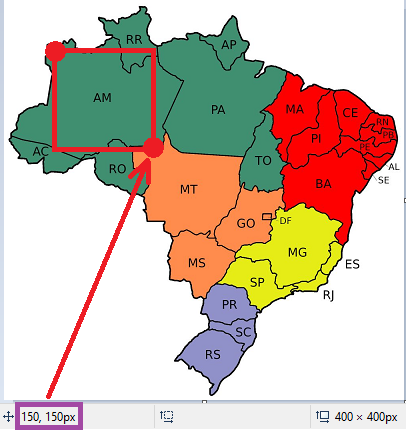 RR
AP
AM
PA
MA
CE
RN
PB
PI
PE
AC
TO
AL
RO
SE
BA
MT
GO
DF
MG
MS
ES
SP
RJ
PR
SC
RS
150, 150px
400 × 400px